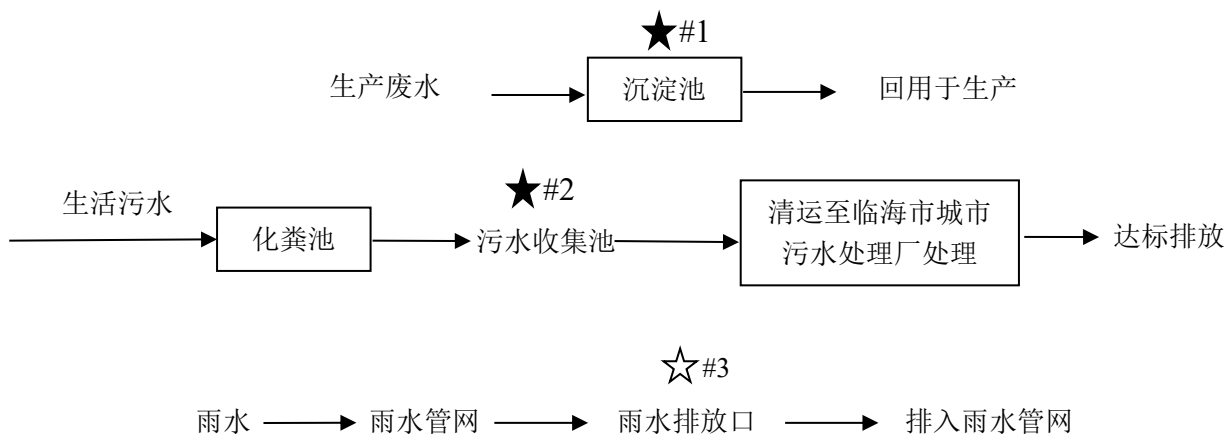 ★#1
生产废水
沉淀池
回用于生产
生活污水
化粪池
★#2
污水收集池
清运至临海市城市
污水处理厂处理
达标排放
☆#3
雨水
雨水管网
雨水排放口
排入雨水管网